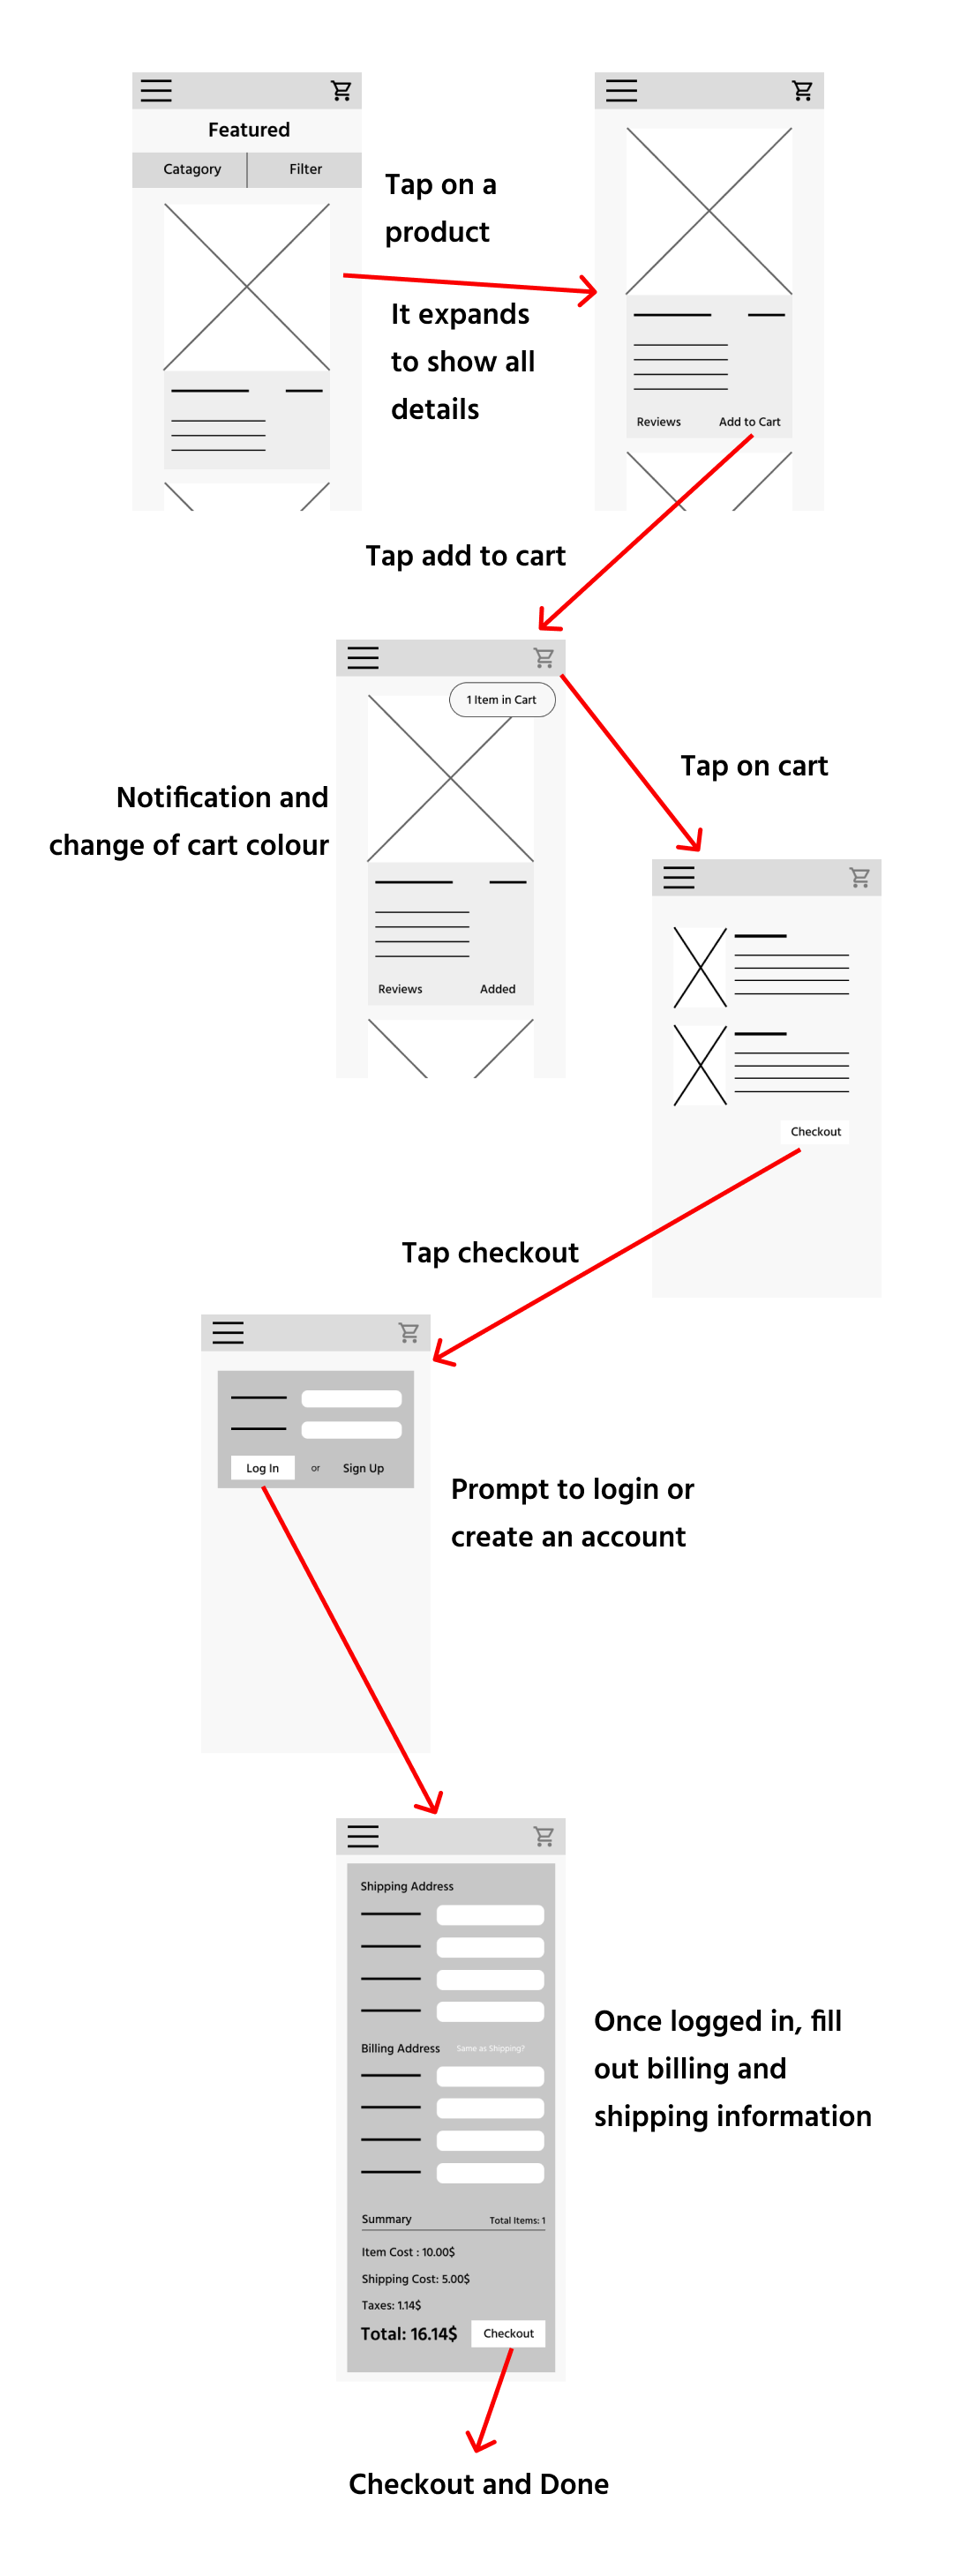 Featured
Catagory
Filter
Tap on a
product
It expands
to show all
details
Reviews
Add to Cart
Tap add to cart
1 Item in Cart
Notification and
change of cart colour
Reviews
Added
Tap on cart
Checkout
Tap checkout
Log In
or
Sign Up
Prompt to login or
create an account
Shipping Address
Billing Address
Same as Shipping?
Once logged in, fill
out billing and
shipping information
Summary
Total Items: 1
Item Cost : 10.00$
Shipping Cost: 5.00$
Taxes: 1.14$
Total: 16.14$
Checkout
Checkout and Done